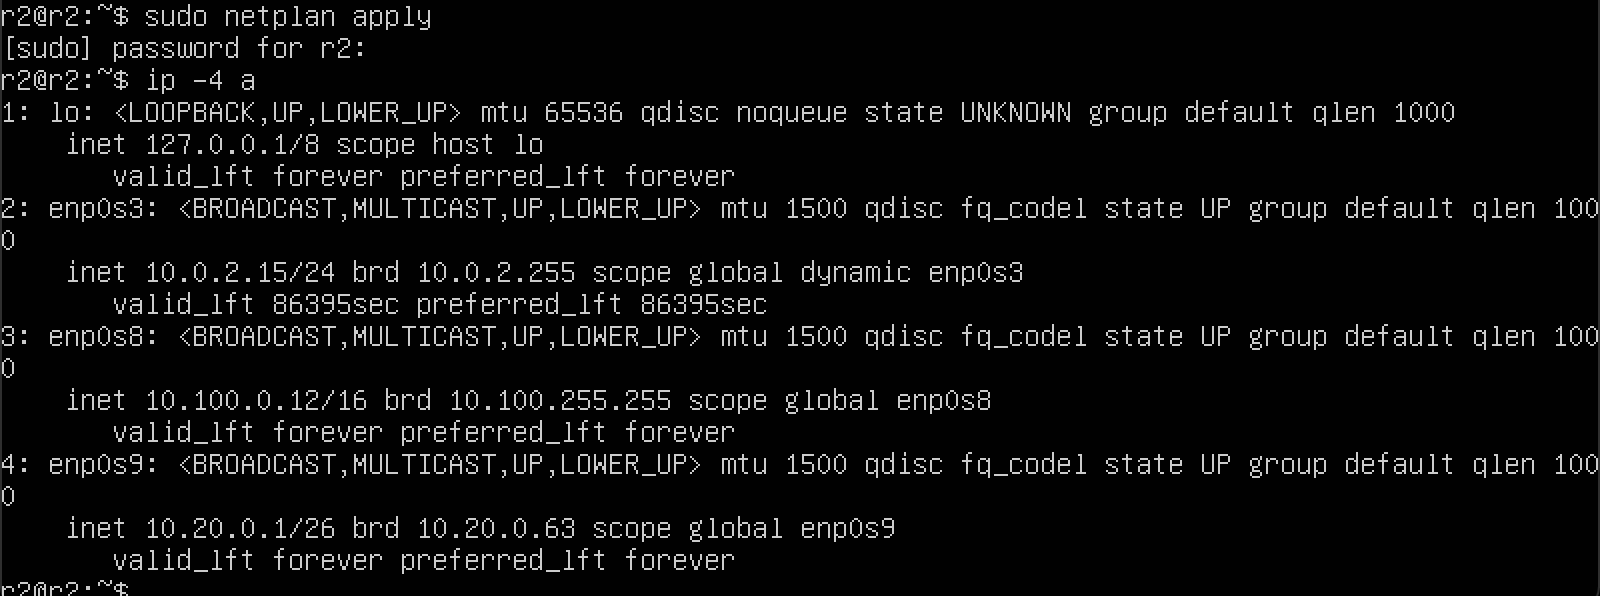 r2@r2:~$ sudo netplan apply
[sudo] password for r2:
r2@r2:~$ ip -4 a
1: lo: <LOOPBACK,UP,LOWER_UP> mtu 65536 qdisc noqueue state UNKNOWN group default qlen 1000
    inet 127.0.0.1/8 scope host lo
       valid_lft forever preferred_lft forever
2: enp0s3: <BROADCAST,MULTICAST,UP,LOWER_UP> mtu 1500 qdisc fq_codel state UP group default qlen 100
0
    inet 10.0.2.15/24 brd 10.0.2.255 scope global dynamic enp0s3
       valid_lft 86395sec preferred_lft 86395sec
3: enp0s8: <BROADCAST,MULTICAST,UP,LOWER_UP> mtu 1500 qdisc fq_codel state UP group default qlen 100
0
    inet 10.100.0.12/16 brd 10.100.255.255 scope global enp0s8
       valid_lft forever preferred_lft forever
4: enp0s9: <BROADCAST,MULTICAST,UP,LOWER_UP> mtu 1500 qdisc fq_codel state UP group default qlen 100
0
    inet 10.20.0.1/26 brd 10.20.0.63 scope global enp0s9
       valid_lft forever preferred_lft forever
r2@r2:~$